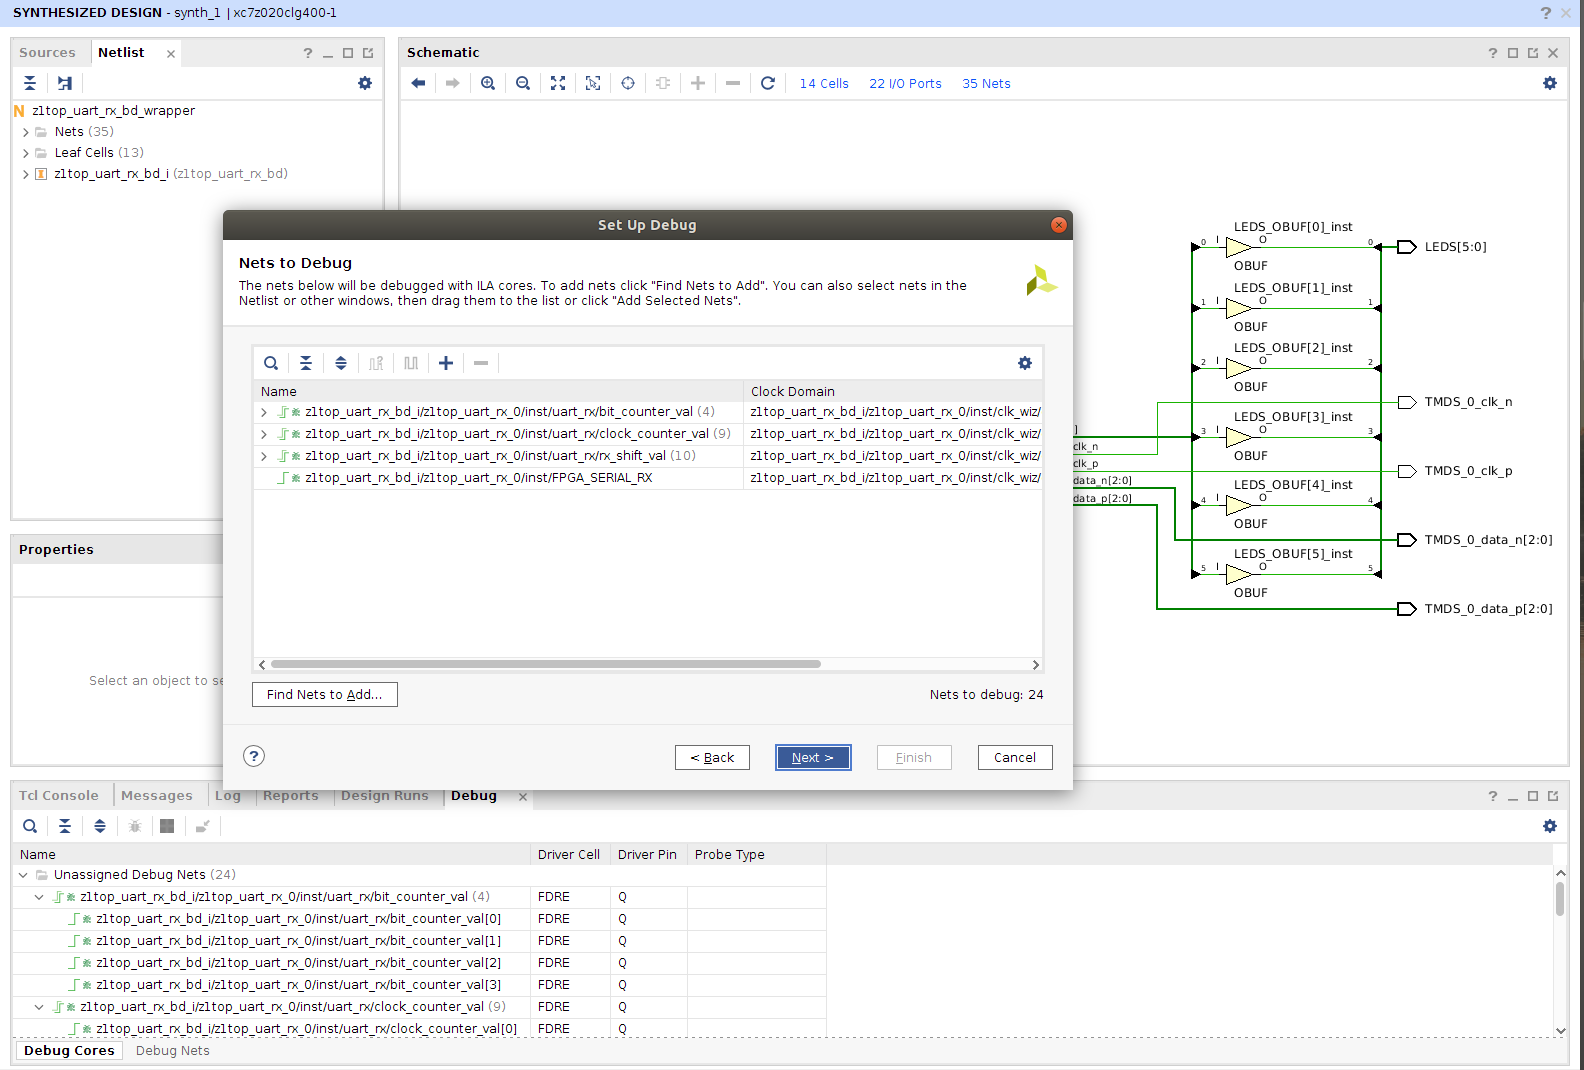 SYNTHESIZED DESIGN - synth_1 | xc7z020clg400-1
Sources
Netlist
z1top_uart_rx_bd_wrapper
Nets (35)
Leaf Cells (13)
z1top_uart_rx_bd_i (z1top_uart_rx_bd)
Schematic
14 Cells
22 I/O Ports
35 Nets
LEDS_OBUF[0]_inst
0 I O 0
OBUF
LEDS[5:0]
LEDS_OBUF[1]_inst
1 I O 1
OBUF
LEDS_OBUF[2]_inst
2 I O 2
OBUF
TMDS_0_clk_n
LEDS_OBUF[3]_inst
3 I O 3
OBUF
TMDS_0_clk_p
LEDS_OBUF[4]_inst
4 I O 4
OBUF
TMDS_0_data_n[2:0]
LEDS_OBUF[5]_inst
5 I O 5
OBUF
TMDS_0_data_p[2:0]
]
clk_n
clk_p
data_n[2:0]
data_p[2:0]
Set Up Debug
Nets to Debug
The nets below will be debugged with ILA cores. To add nets click "Find Nets to Add". You can also select nets in the
Netlist or other windows, then drag them to the list or click "Add Selected Nets".
Name
Clock Domain
z1top_uart_rx_bd_i/z1top_uart_rx_0/inst/uart_rx/bit_counter_val (4)
z1top_uart_rx_bd_i/z1top_uart_rx_0/inst/clk_wiz/
z1top_uart_rx_bd_i/z1top_uart_rx_0/inst/uart_rx/clock_counter_val (9)
z1top_uart_rx_bd_i/z1top_uart_rx_0/inst/clk_wiz/
z1top_uart_rx_bd_i/z1top_uart_rx_0/inst/uart_rx/rx_shift_val (10)
z1top_uart_rx_bd_i/z1top_uart_rx_0/inst/clk_wiz/
z1top_uart_rx_bd_i/z1top_uart_rx_0/inst/FPGA_SERIAL_RX
z1top_uart_rx_bd_i/z1top_uart_rx_0/inst/clk_wiz/
Find Nets to Add...
Nets to debug: 24
< Back
Next >
Finish
Cancel
Properties
Select an object to se
Tcl Console
Messages
Log
Reports
Design Runs
Debug
Name
Driver Cell
Driver Pin
Probe Type
Unassigned Debug Nets (24)
z1top_uart_rx_bd_i/z1top_uart_rx_0/inst/uart_rx/bit_counter_val (4) FDRE Q
z1top_uart_rx_bd_i/z1top_uart_rx_0/inst/uart_rx/bit_counter_val[0] FDRE Q
z1top_uart_rx_bd_i/z1top_uart_rx_0/inst/uart_rx/bit_counter_val[1] FDRE Q
z1top_uart_rx_bd_i/z1top_uart_rx_0/inst/uart_rx/bit_counter_val[2] FDRE Q
z1top_uart_rx_bd_i/z1top_uart_rx_0/inst/uart_rx/bit_counter_val[3] FDRE Q
z1top_uart_rx_bd_i/z1top_uart_rx_0/inst/uart_rx/clock_counter_val (9) FDRE Q
z1top_uart_rx_bd_i/z1top_uart_rx_0/inst/uart_rx/clock_counter_val[0] FDRE Q
Debug Cores
Debug Nets